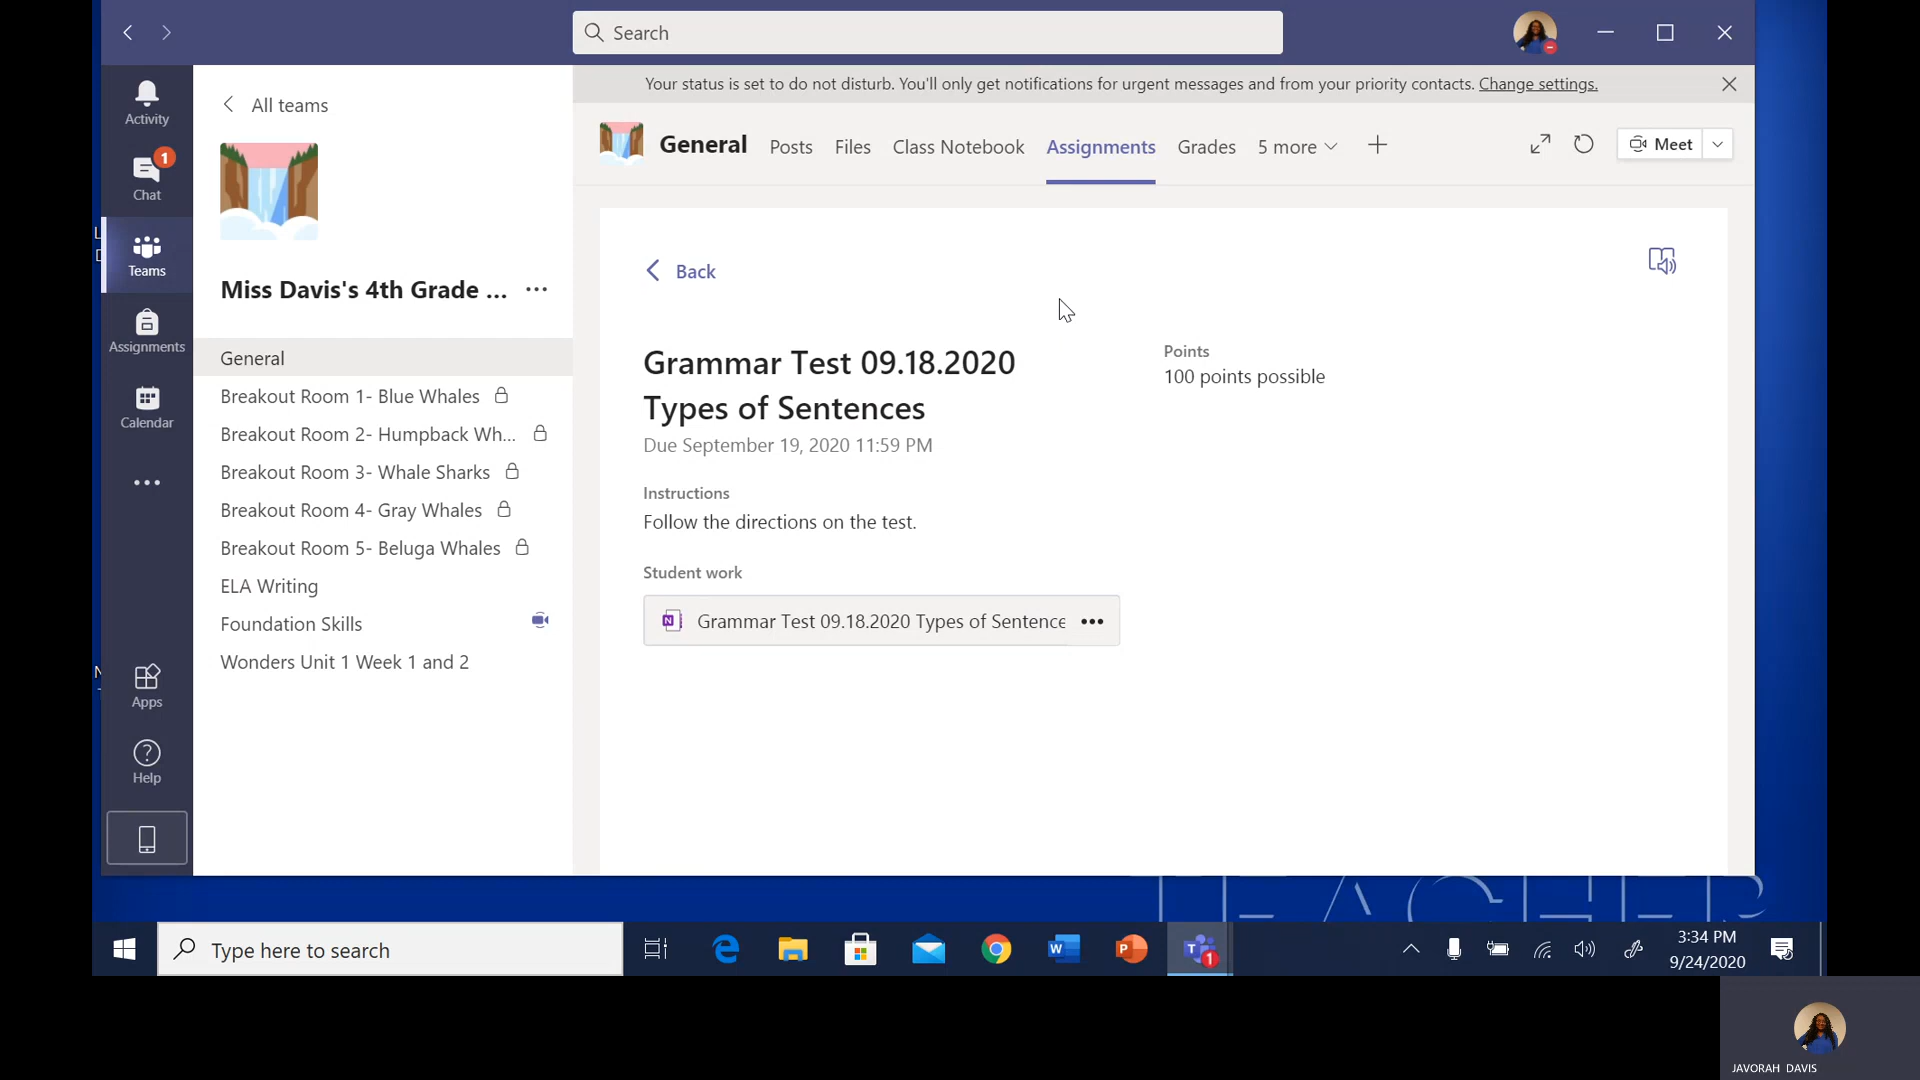 Search
Your status is set to do not disturb. You'll only get notifications for urgent messages and from your priority contacts. Change settings.
Activity
1
Chat
Teams
Assignments
Calendar
Apps
Help
All teams
Miss Davis's 4th Grade ...
General
Breakout Room 1- Blue Whales
Breakout Room 2- Humpback Wh...
Breakout Room 3- Whale Sharks
Breakout Room 4- Gray Whales
Breakout Room 5- Beluga Whales
ELA Writing
Foundation Skills
Wonders Unit 1 Week 1 and 2
General Posts Files Class Notebook Assignments Grades 5 more Meet
Back
Grammar Test 09.18.2020
Types of Sentences
Due September 19, 2020 11:59 PM
Points
100 points possible
Instructions
Follow the directions on the test.
Student work
Grammar Test 09.18.2020 Types of Sentence
TEACHER
Type here to search
1
3:34 PM
9/24/2020
JAVORAH DAVIS